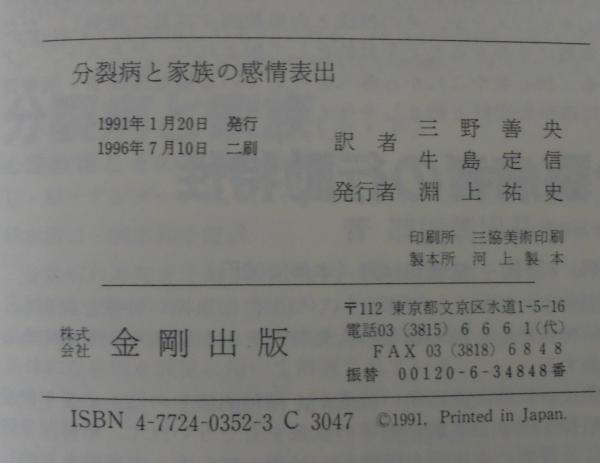 分裂病と家族の感情表出
1991年1月20日 発行
1996年7月10日 二刷
訳者 三野善央
牛島定信
発行者 淵上祐史
印刷所 三協美術印刷
製本所 河上製本
株式会社 金剛出版
〒112 東京都文京区水道1-5-16
電話03 (3815) 6661(代)
FAX 03 (3818) 6848
振替 00120-6-34848番
ISBN 4-7724-0352-3 C 3047 ©1991, Printed in Japan.